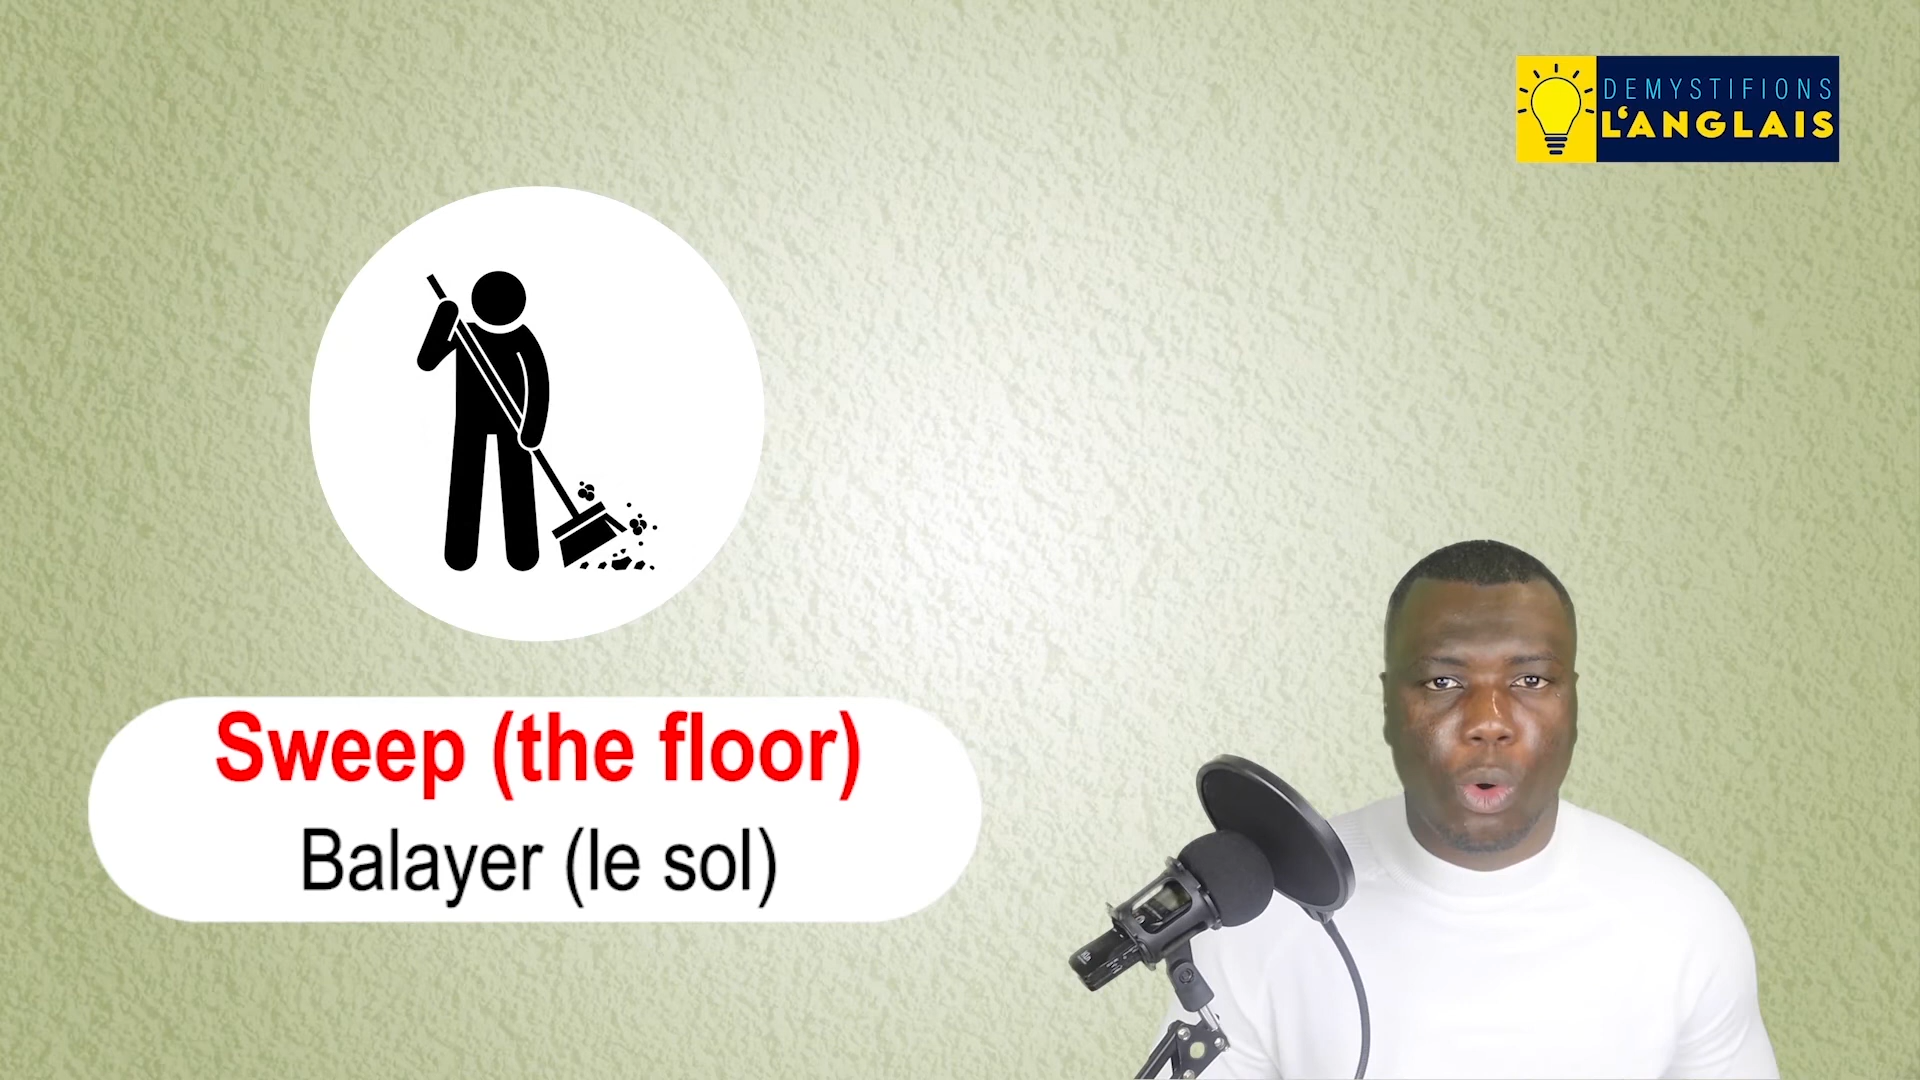 DEMYSTIFIONS
L'ANGLAIS
Sweep (the floor)
Balayer (le sol)